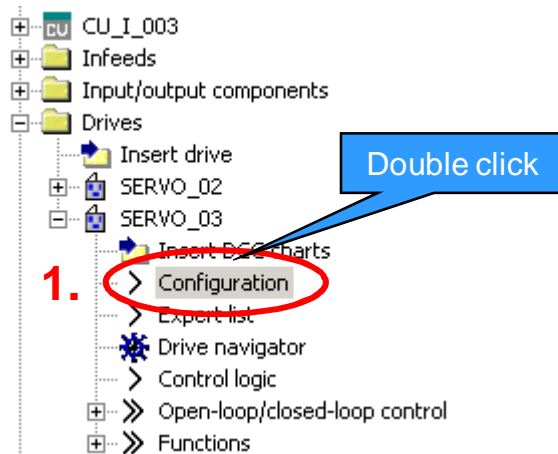 CU CU_I_003
Infeeds
Input/output components
Drives
Insert drive
Double click
SERVO_02
SERVO_03
Insert DCC charts
1. Configuration
Expert list
Drive navigator
Control logic
Open-loop/closed-loop control
Functions